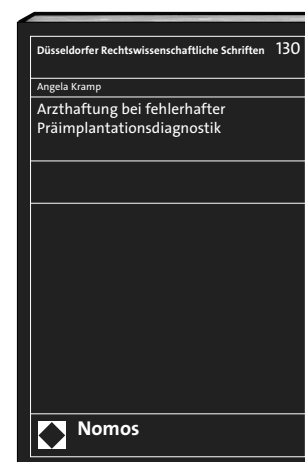 Düsseldorfer Rechtswissenschaftliche Schriften 130
Angela Kramp
Arzthaftung bei fehlerhafter
Präimplantationsdiagnostik
Nomos